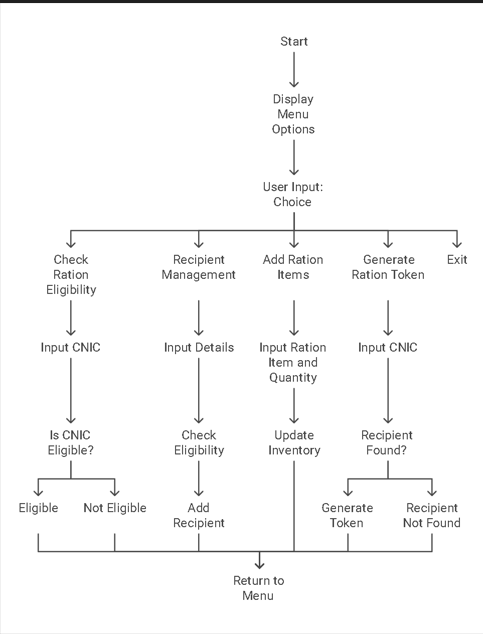 Start
Display
Menu
Options
User Input:
Choice
Check
Ration
Eligibility
Recipient
Management
Add Ration
Items
Generate
Ration Token
Exit
Input CNIC
Input Details
Input Ration
Item and
Quantity
Input CNIC
Is CNIC
Eligible?
Check
Eligibility
Update
Inventory
Recipient
Found?
Eligible
Not Eligible
Add
Recipient
Generate
Token
Recipient
Not Found
Return to
Menu